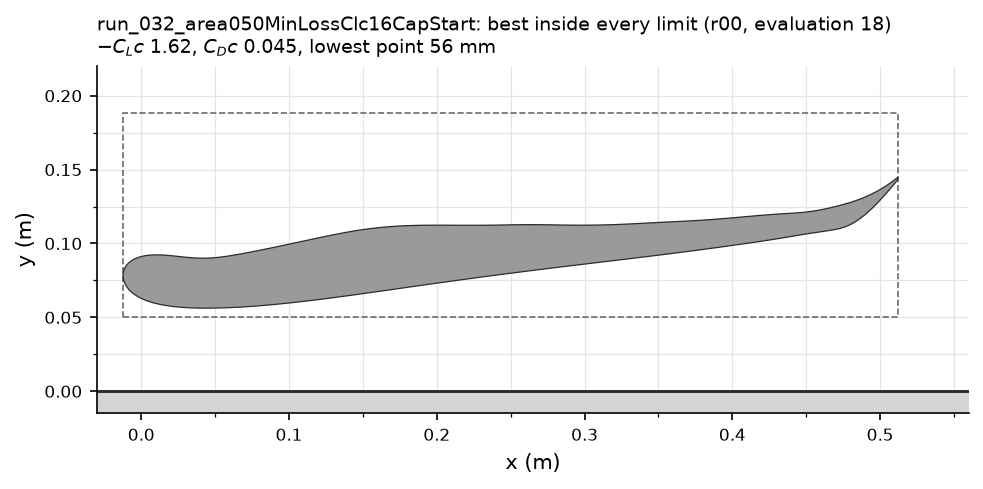 run_032_area050MinLossClc16CapStart: best inside every limit (r00, evaluation 18)
−C_Lc 1.62, C_Dc 0.045, lowest point 56 mm
y (m)
0.20
0.15
0.10
0.05
0.00
0.0 0.1 0.2 0.3 0.4 0.5
x (m)